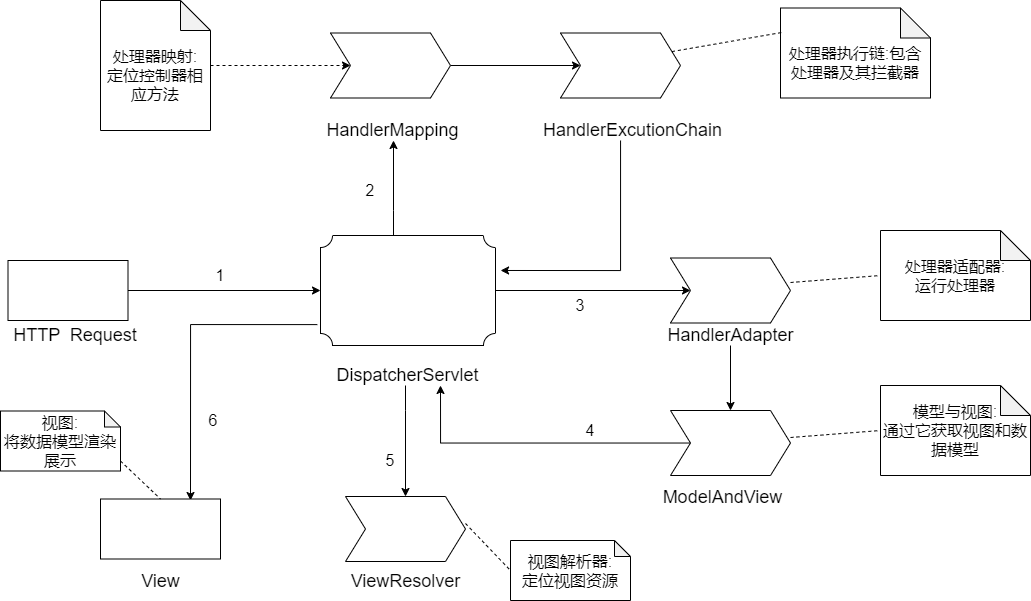 处理器映射:
定位控制器相
应方法
处理器执行链:包含
处理器及其拦截器
HandlerMapping
HandlerExcutionChain
2
1
HTTP Request
3
处理器适配器:
运行处理器
HandlerAdapter
DispatcherServlet
6
视图:
将数据模型渲染
展示
4
模型与视图:
通过它获取视图和数
据模型
5
ModelAndView
View
ViewResolver
视图解析器:
定位视图资源